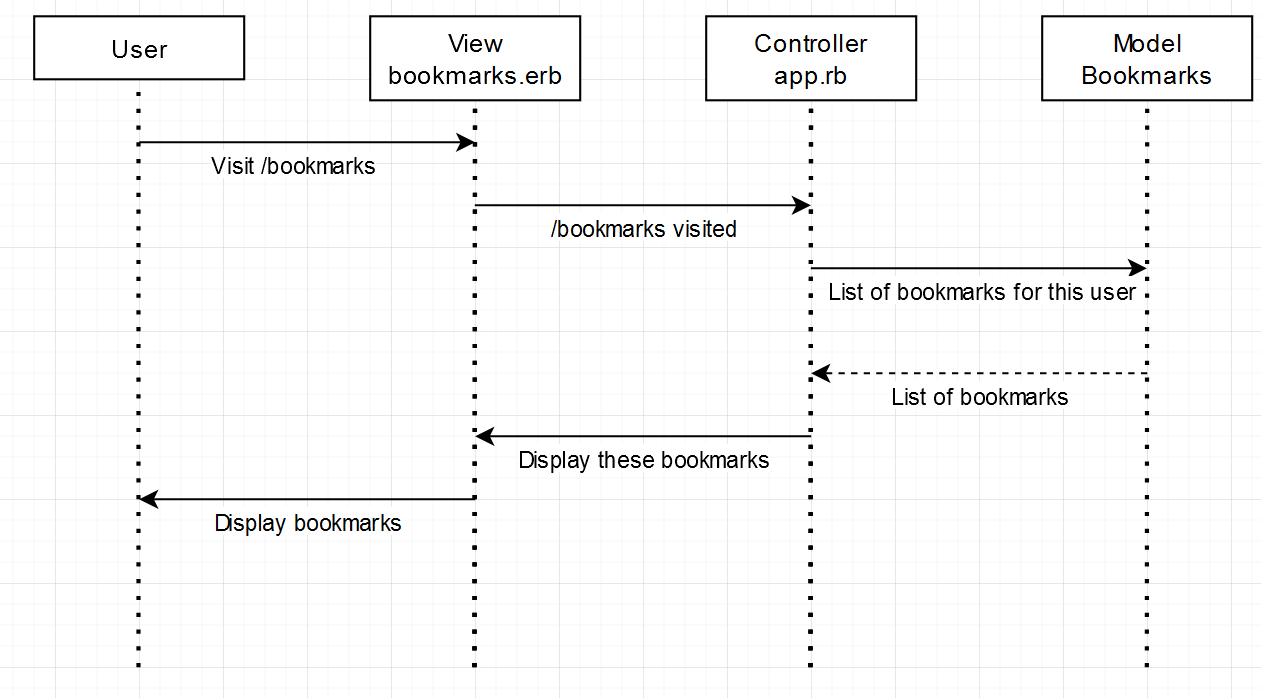 User
View
bookmarks.erb
Controller
app.rb
Model
Bookmarks
Visit /bookmarks
/bookmarks visited
List of bookmarks for this user
List of bookmarks
Display these bookmarks
Display bookmarks